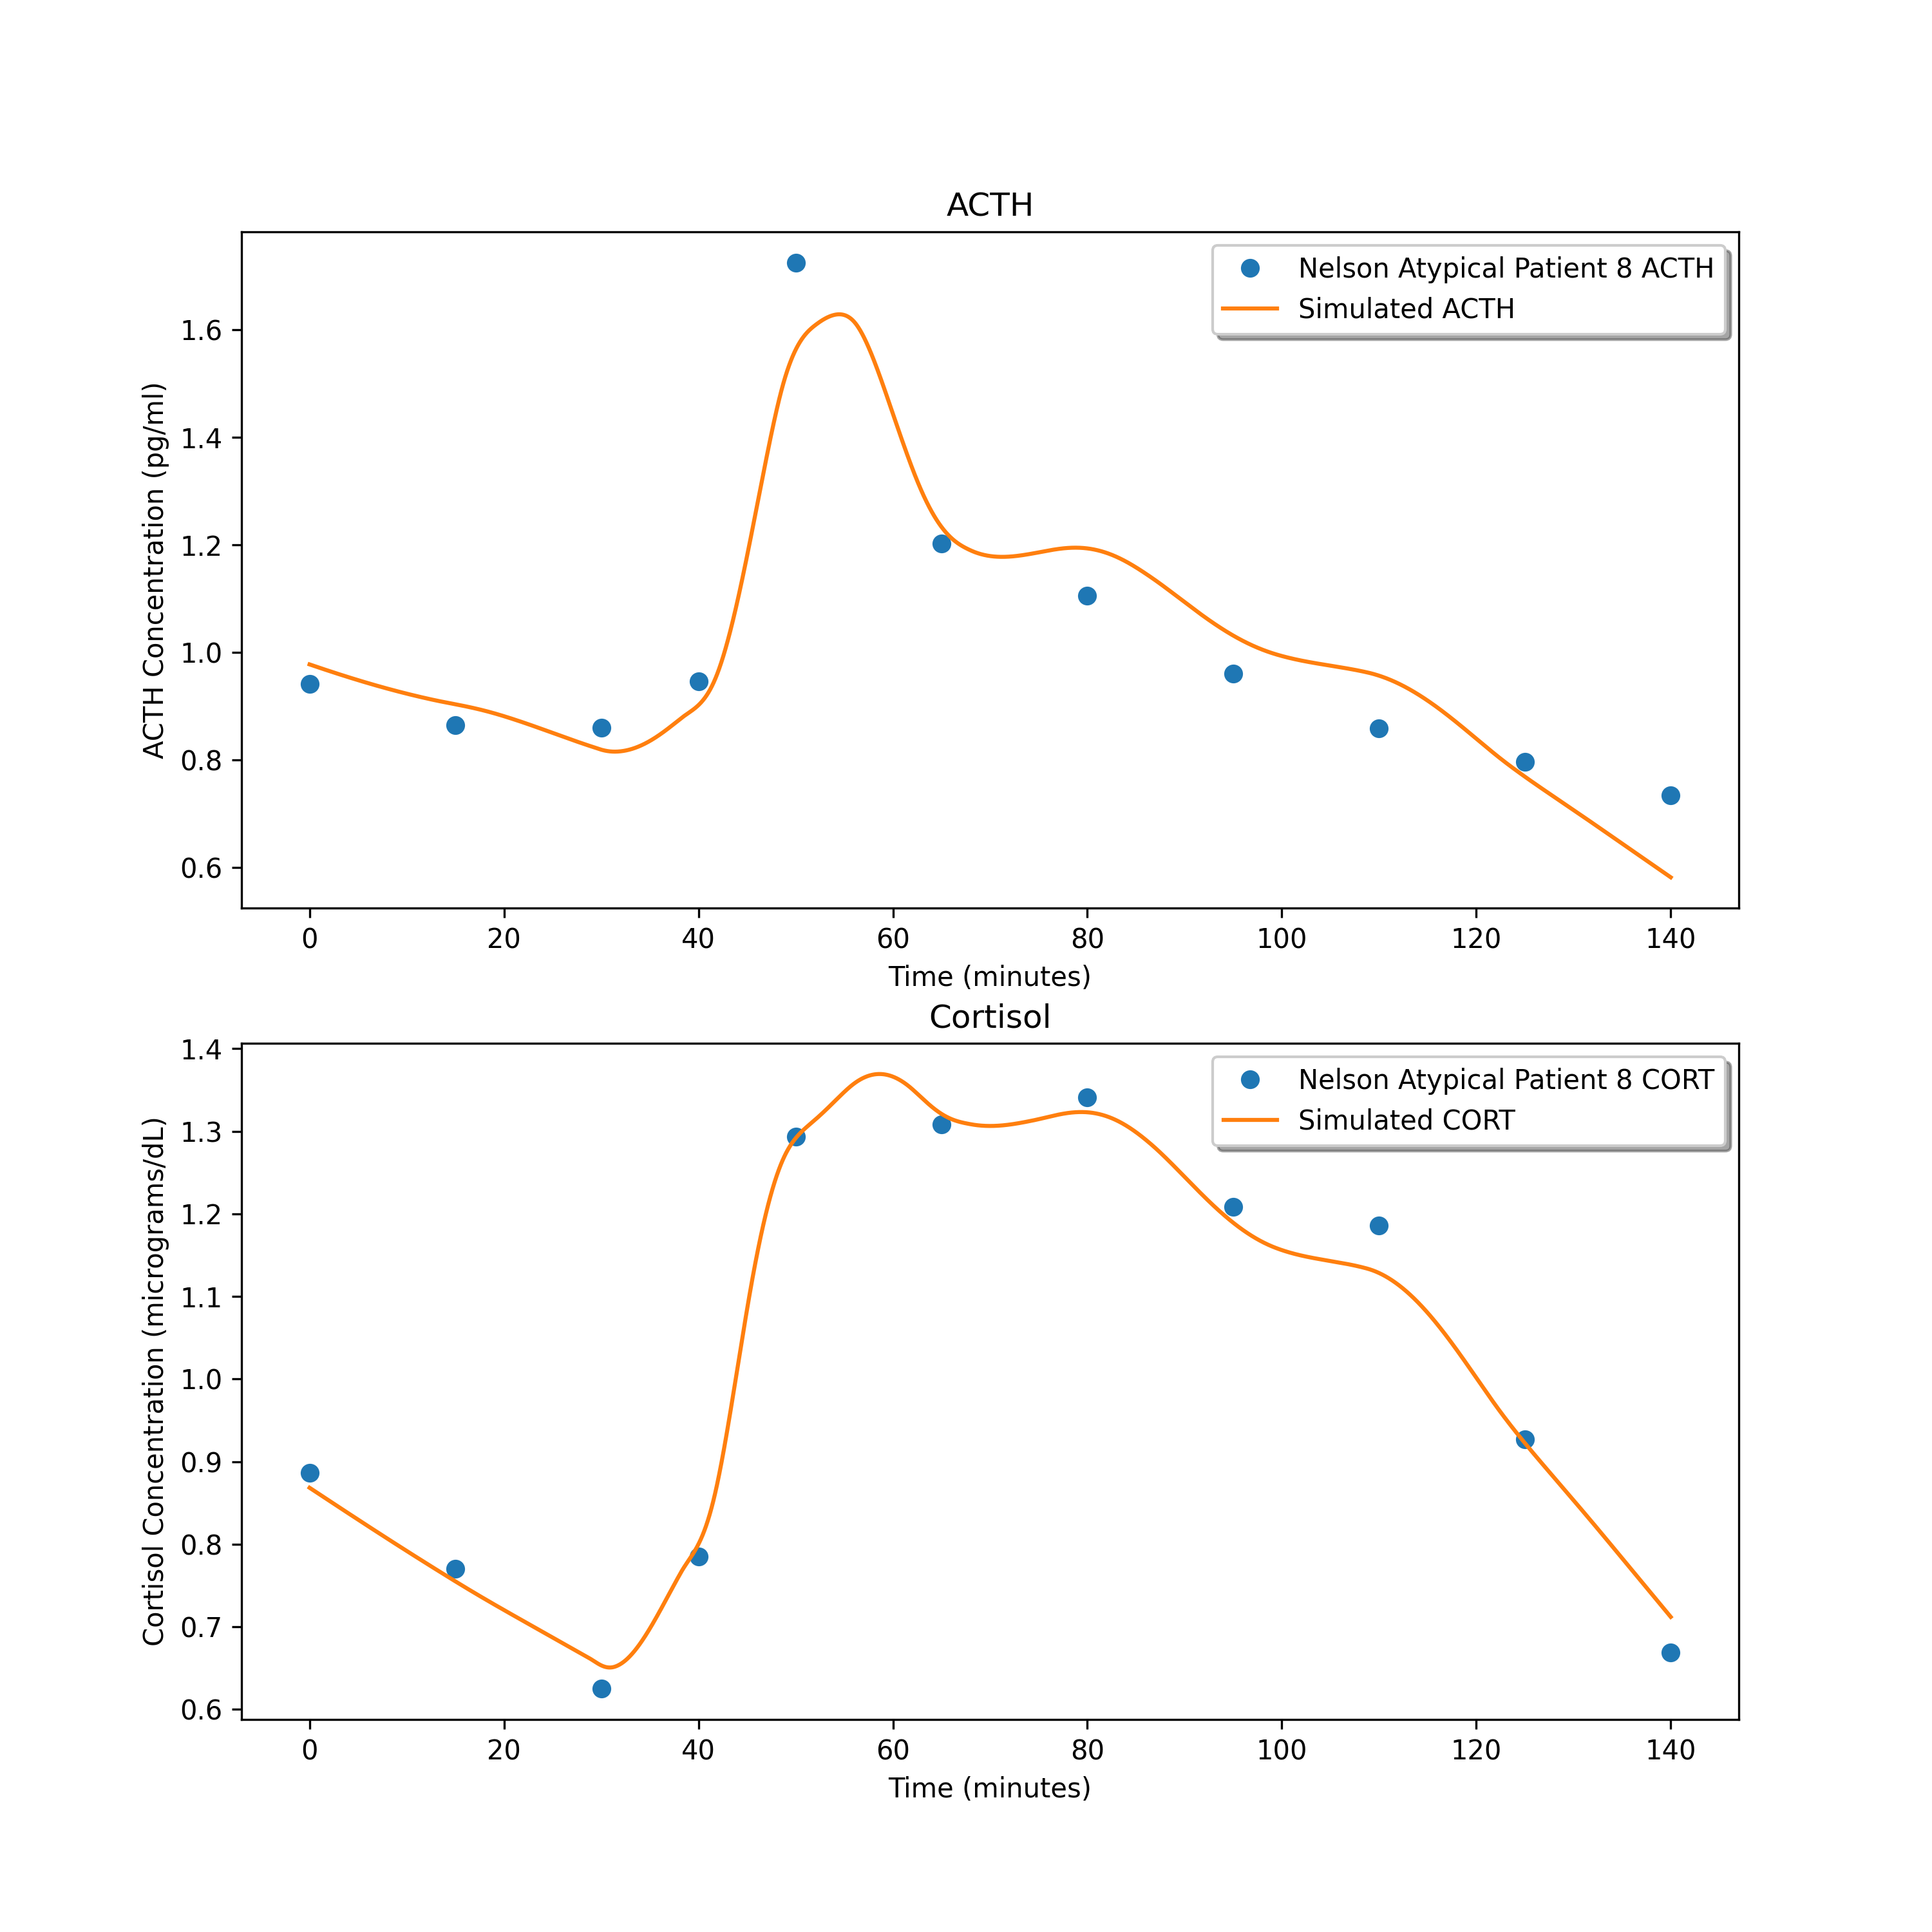 ACTH
Nelson Atypical Patient 8 ACTH
Simulated ACTH
ACTH Concentration (pg/ml)
1.6
1.4
1.2
1.0
0.8
0.6
0 20 40 60 80 100 120 140
Time (minutes)
Cortisol
Nelson Atypical Patient 8 CORT
Simulated CORT
Cortisol Concentration (micrograms/dL)
1.4
1.3
1.2
1.1
1.0
0.9
0.8
0.7
0.6
0 20 40 60 80 100 120 140
Time (minutes)